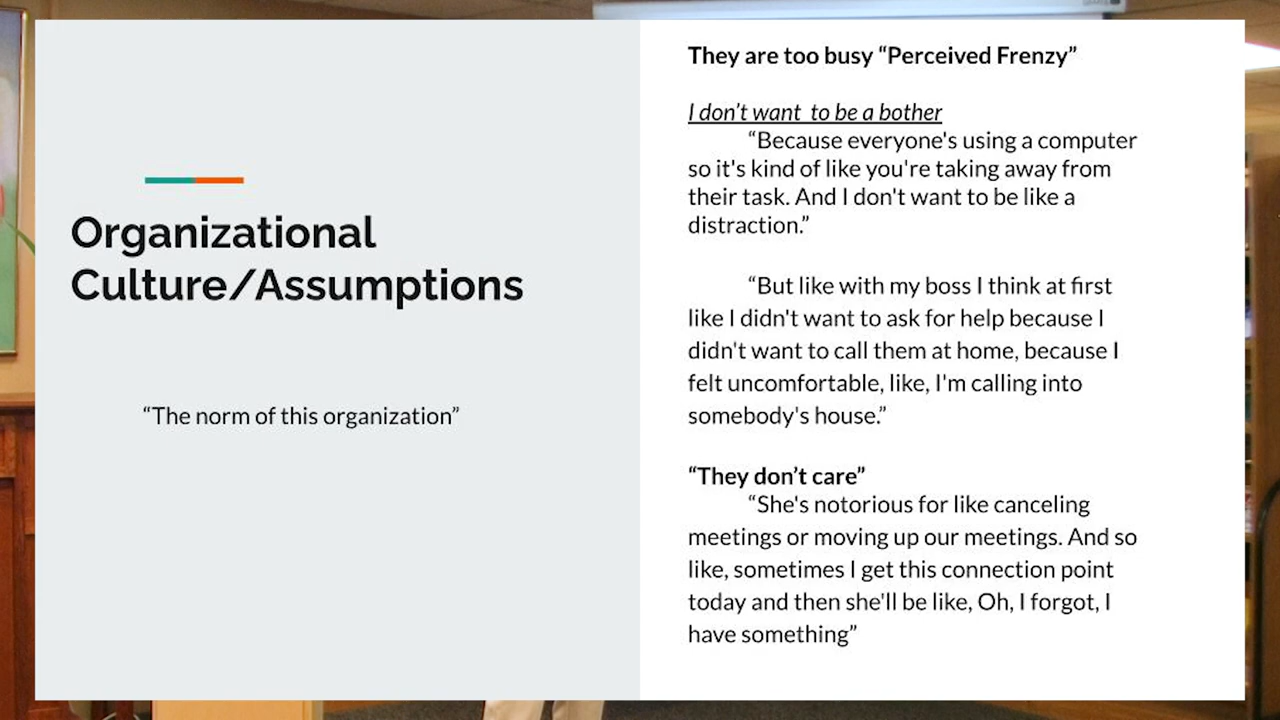 Organizational
Culture/Assumptions
“The norm of this organization”
They are too busy “Perceived Frenzy”
I don’t want  to be a bother
“Because everyone's using a computer
so it's kind of like you're taking away from
their task. And I don't want to be like a
distraction.”
“But like with my boss I think at first
like I didn't want to ask for help because I
didn't want to call them at home, because I
felt uncomfortable, like, I'm calling into
somebody's house.”
“They don’t care”
“She's notorious for like canceling
meetings or moving up our meetings. And so
like, sometimes I get this connection point
today and then she'll be like, Oh, I forgot, I
have something”